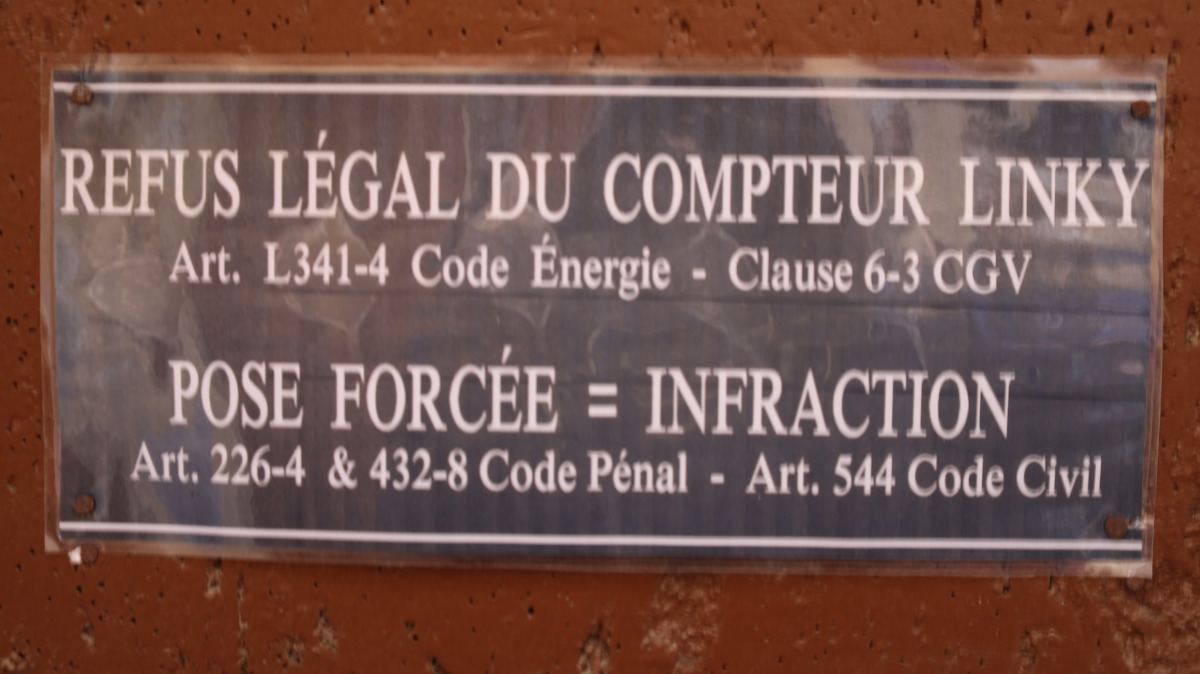 REFUS LÉGAL DU COMPTEUR LINKY
Art. L341-4 Code Énergie - Clause 6-3 CGV
POSE FORCÉE = INFRACTION
Art. 226-4 & 432-8 Code Pénal - Art. 544 Code Civil